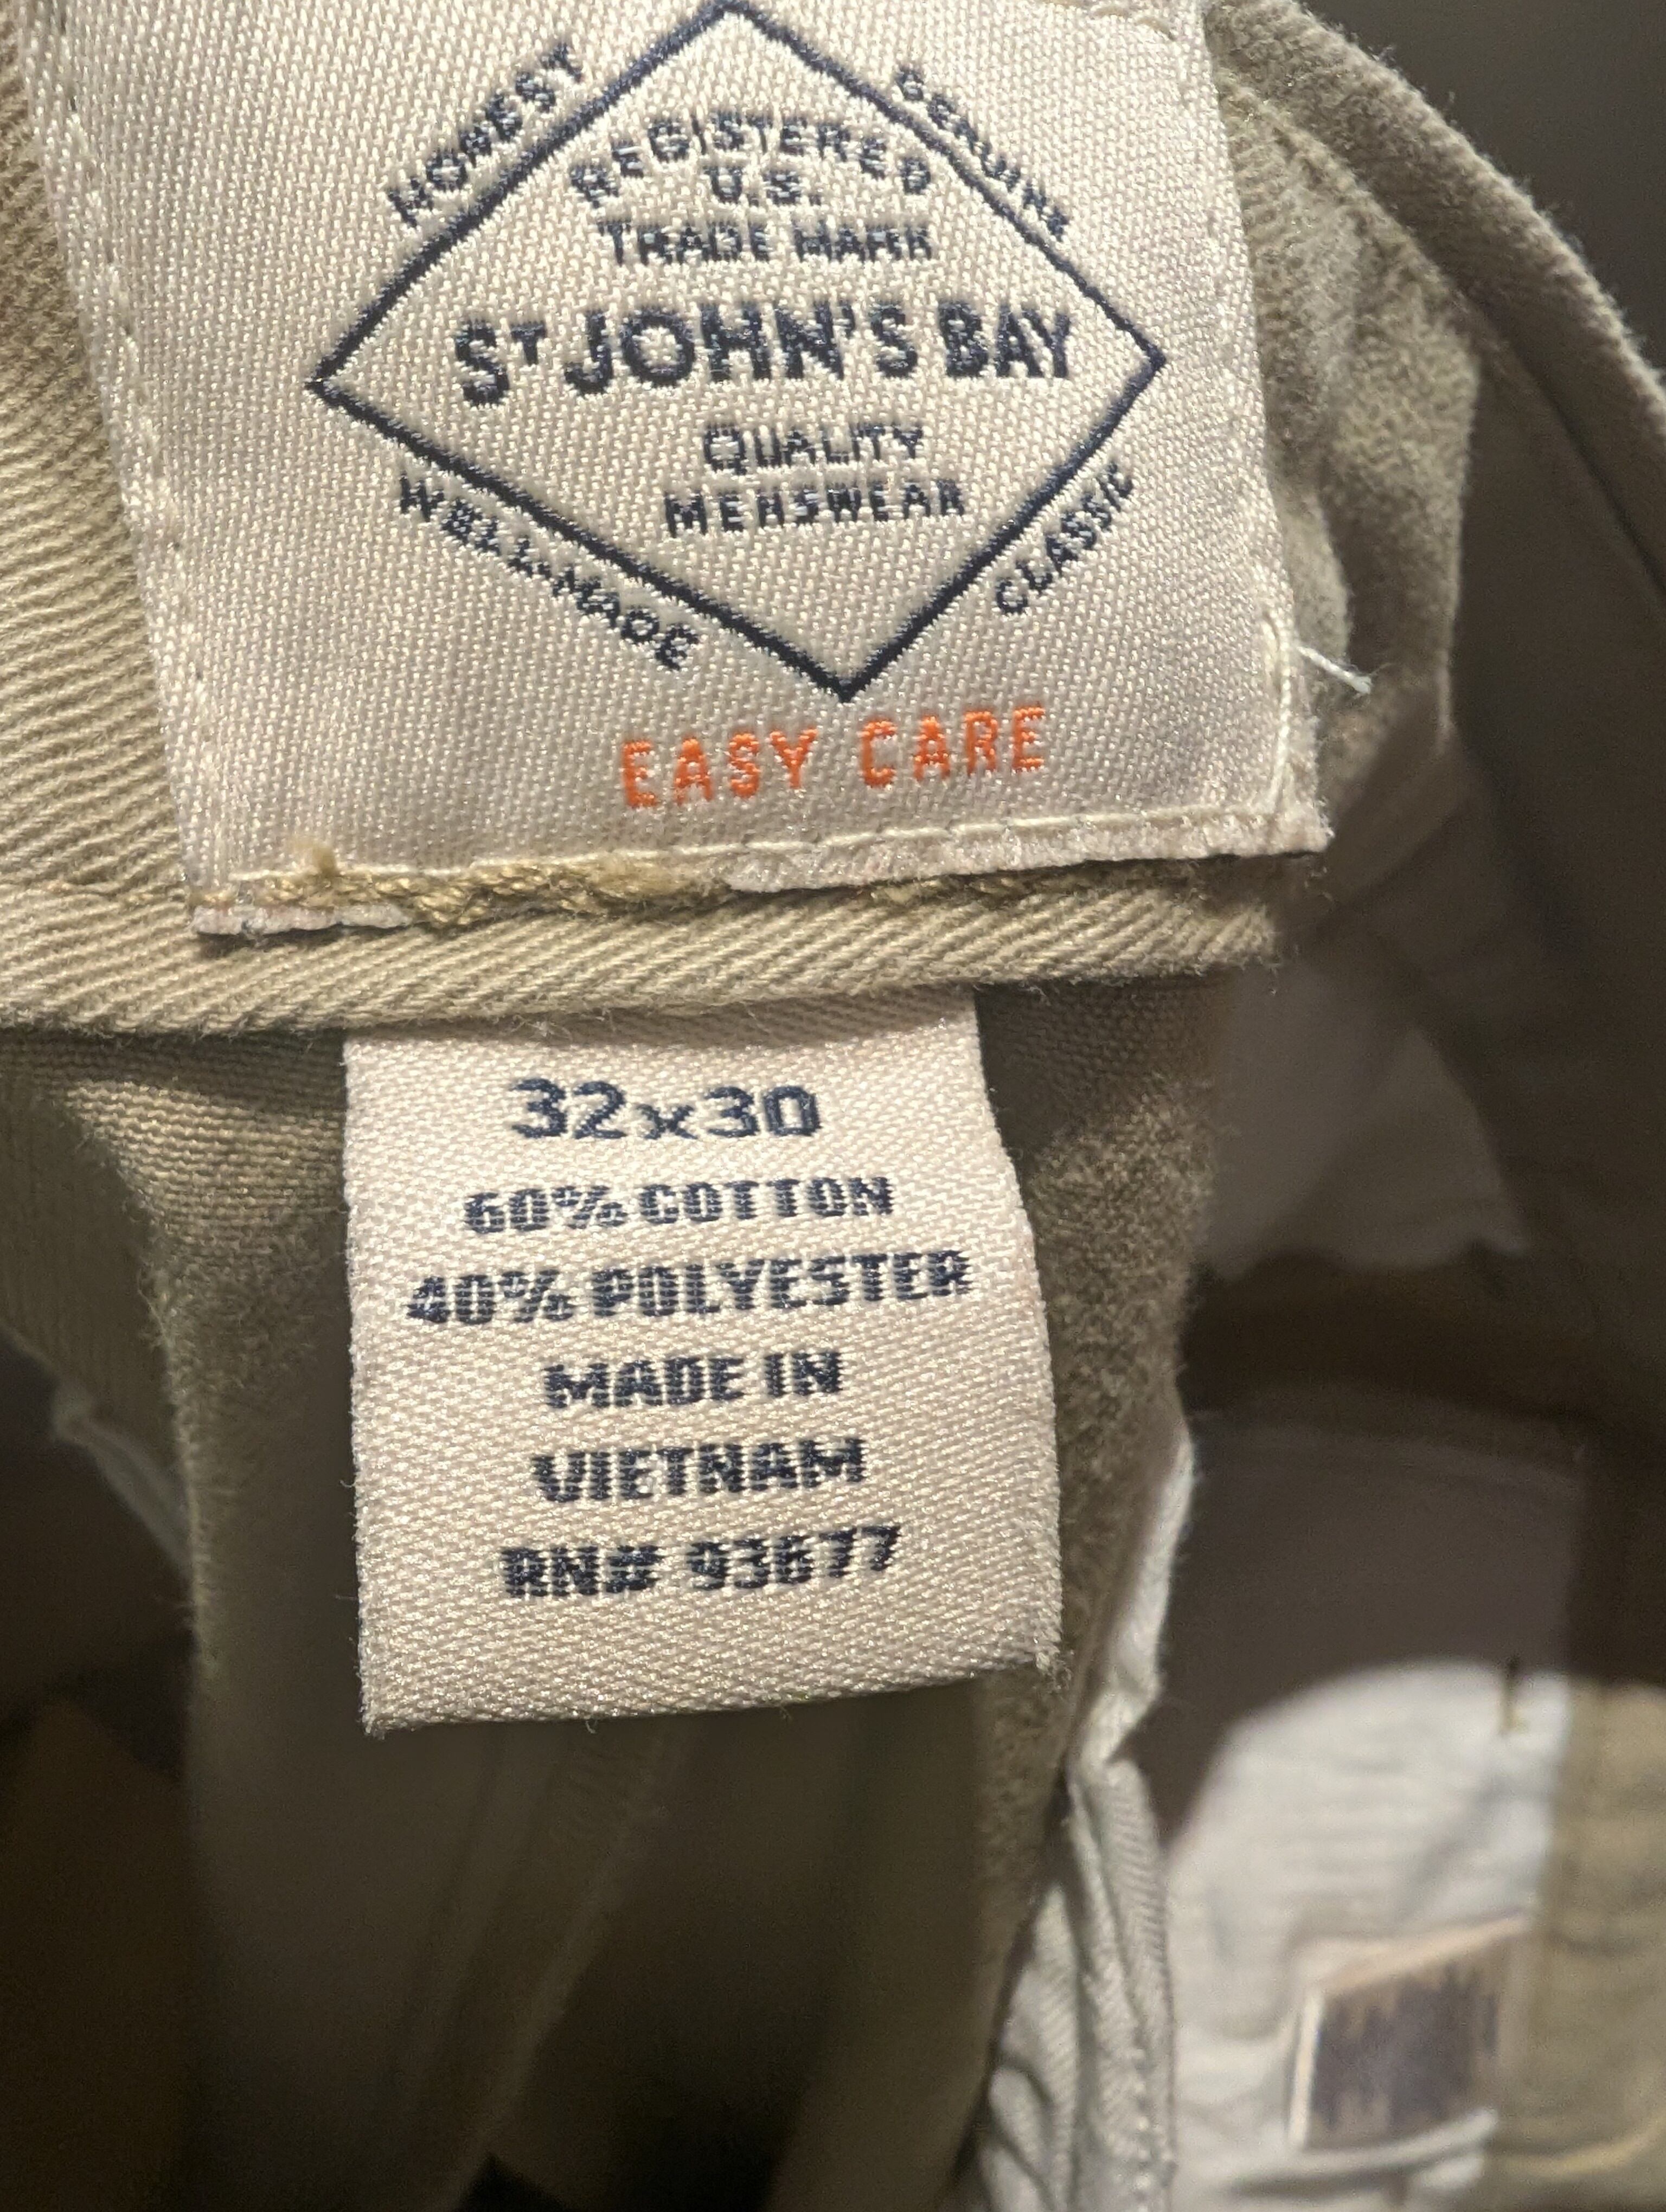 HONEST
GENUINE
REGISTERED
U.S.
TRADE MARK
ST JOHN'S BAY
QUALITY
MENSWEAR
WELL-MADE
CLASSIC
EASY CARE
32x30
60% COTTON
40% POLYESTER
MADE IN
VIETNAM
RN# 93677